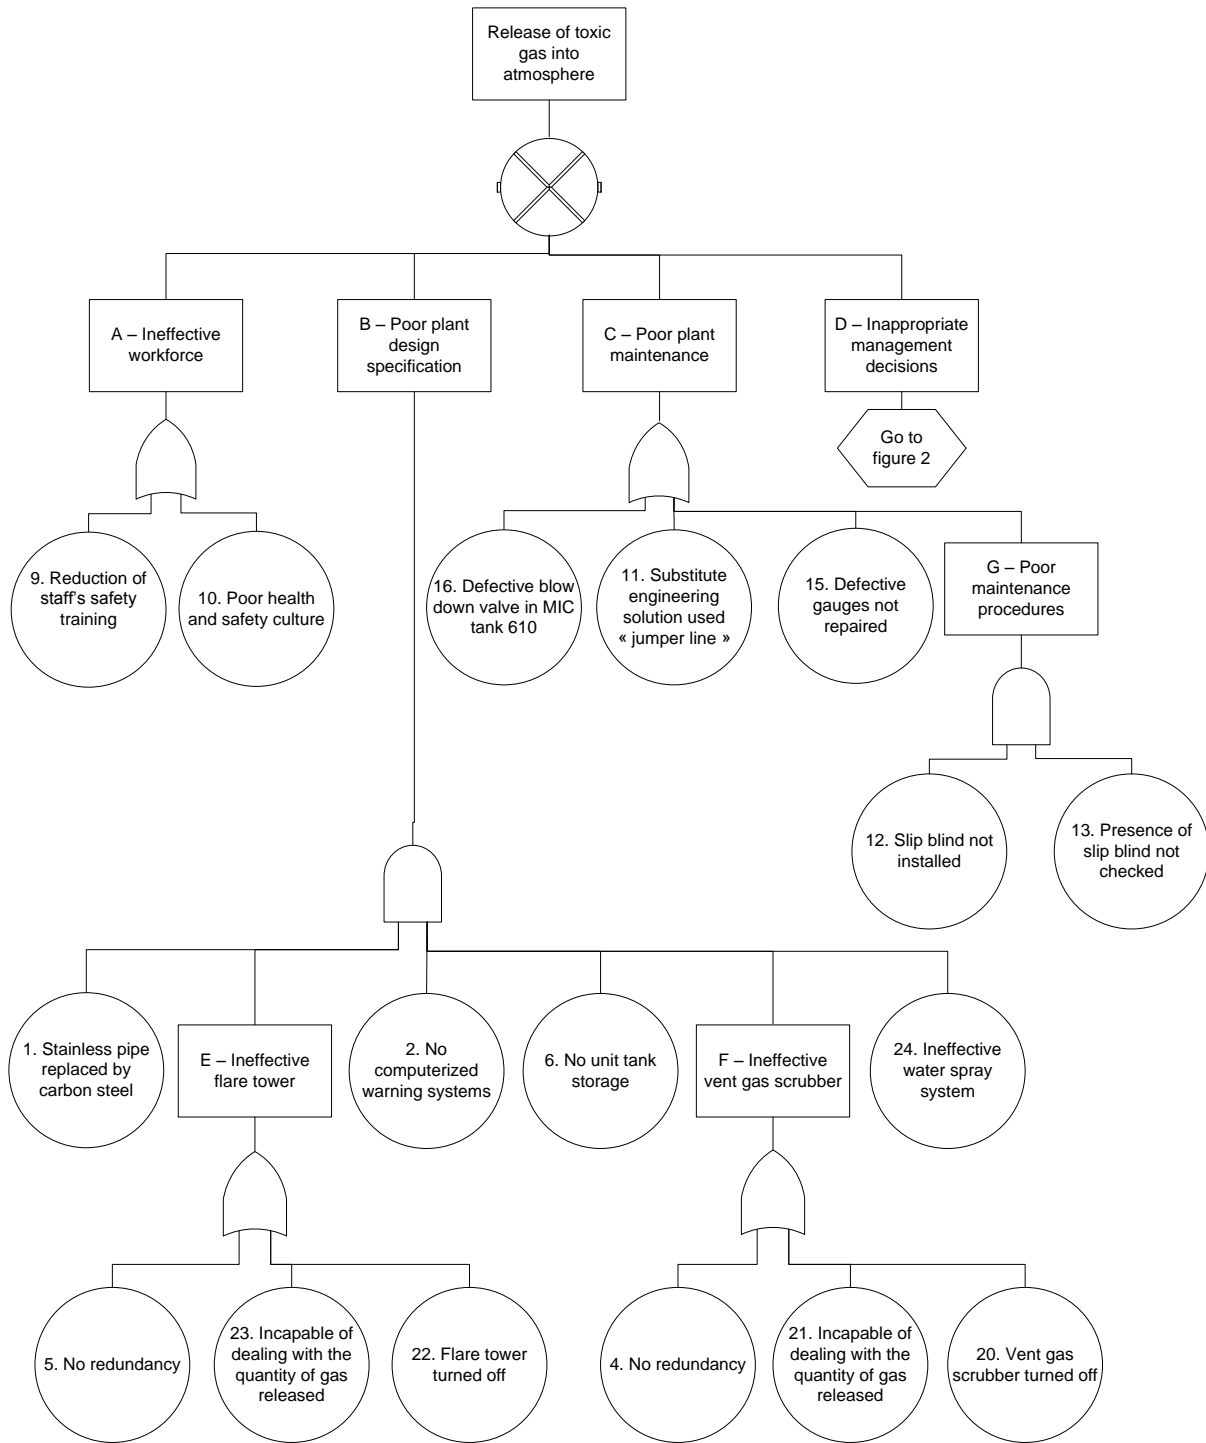 Release of toxic
gas into
atmosphere
A – Ineffective
workforce
B – Poor plant
design
specification
C – Poor plant
maintenance
D – Inappropriate
management
decisions
Go to
figure 2
9. Reduction of
staff's safety
training
10. Poor health
and safety culture
16. Defective blow
down valve in MIC
tank 610
11. Substitute
engineering
solution used
« jumper line »
15. Defective
gauges not
repaired
G – Poor
maintenance
procedures
12. Slip blind not
installed
13. Presence of
slip blind not
checked
1. Stainless pipe
replaced by
carbon steel
E – Ineffective
flare tower
2. No
computerized
warning systems
6. No unit tank
storage
F – Ineffective
vent gas scrubber
24. Ineffective
water spray
system
5. No redundancy
23. Incapable of
dealing with the
quantity of gas
released
22. Flare tower
turned off
4. No redundancy
21. Incapable of
dealing with the
quantity of gas
released
20. Vent gas
scrubber turned off